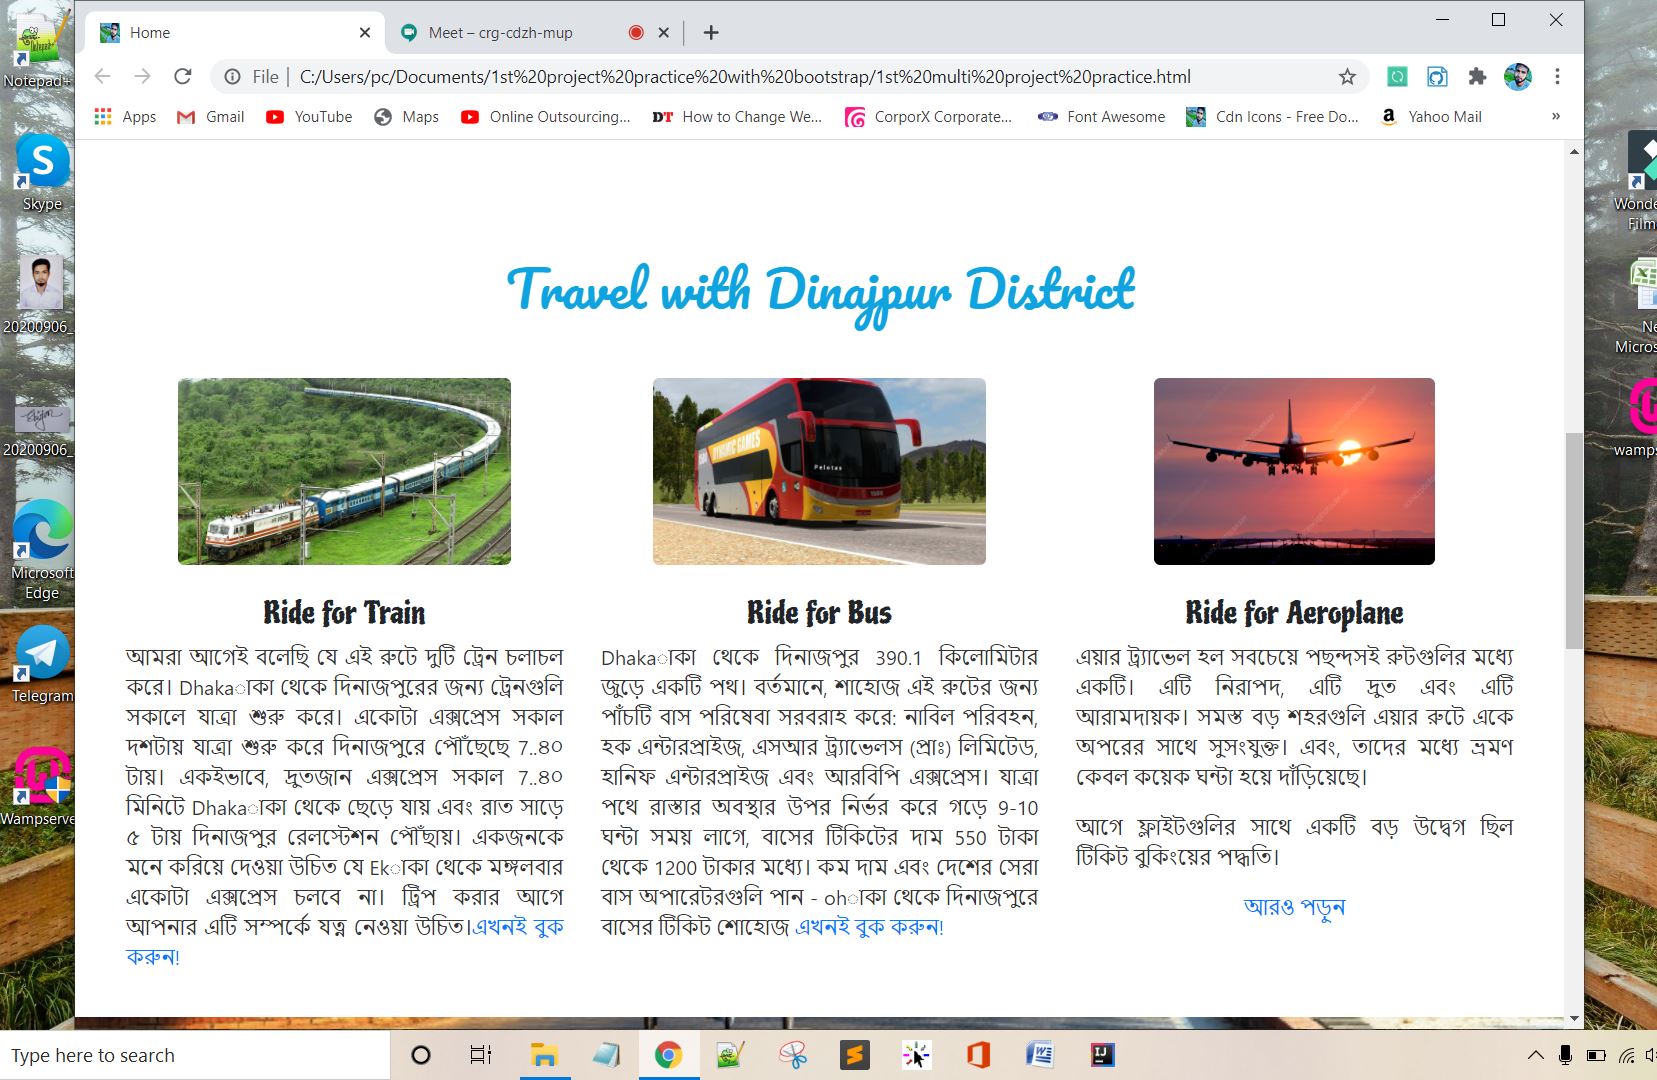 Home
Meet – crg-cdzh-mup
File
C:/Users/pc/Documents/1st%20project%20practice%20with%20bootstrap/1st%20multi%20project%20practice.html
Apps Gmail YouTube Maps Online Outsourcing... DT How to Change We... CorporX Corporate... Font Awesome Cdn Icons - Free Do... Yahoo Mail
Notepad+
Skype
20200906_
20200906_
Microsoft
Edge
Telegram
Wampserve
Wonde
Film
Ne
Micros
wamps
Travel with Dinajpur District
DYNAMIC GAMES
Pelotas
Ride for Train
আমরা আগেই বলেছি যে এই রুটে দুটি ট্রেন চলাচল
করে। Dhakaাকা থেকে দিনাজপুরের জন্য ট্রেনগুলি
সকালে যাত্রা শুরু করে। একোটা এক্সপ্রেস সকাল
দশটায় যাত্রা শুরু করে দিনাজপুরে পৌঁছেছে 7..৪০
টায়। একইভাবে, দ্রুতজান এক্সপ্রেস সকাল 7..৪০
মিনিটে Dhakaাকা থেকে ছেড়ে যায় এবং রাত সাড়ে
৫ টায় দিনাজপুর রেলস্টেশন পৌঁছায়। একজনকে
মনে করিয়ে দেওয়া উচিত যে Ekাকা থেকে মঙ্গলবার
একোটা এক্সপ্রেস চলবে না। ট্রিপ করার আগে
আপনার এটি সম্পর্কে যত্ন নেওয়া উচিত।এখনই বুক
করুন!
Ride for Bus
Dhakaাকা থেকে দিনাজপুর 390.1 কিলোমিটার
জুড়ে একটি পথ। বর্তমানে, শাহোজ এই রুটের জন্য
পাঁচটি বাস পরিষেবা সরবরাহ করে: নাবিল পরিবহন,
হক এন্টারপ্রাইজ, এসআর ট্র্যাভেলস (প্রাঃ) লিমিটেড,
হানিফ এন্টারপ্রাইজ এবং আরবিপি এক্সপ্রেস। যাত্রা
পথে রাস্তার অবস্থার উপর নির্ভর করে গড়ে 9-10
ঘন্টা সময় লাগে, বাসের টিকিটের দাম 550 টাকা
থেকে 1200 টাকার মধ্যে। কম দাম এবং দেশের সেরা
বাস অপারেটরগুলি পান - ohাকা থেকে দিনাজপুরে
বাসের টিকিট শোহোজ এখনই বুক করুন!
Ride for Aeroplane
এয়ার ট্র্যাভেল হল সবচেয়ে পছন্দসই রুটগুলির মধ্যে
একটি। এটি নিরাপদ, এটি দ্রুত এবং এটি
আরামদায়ক। সমস্ত বড় শহরগুলি এয়ার রুটে একে
অপরের সাথে সুসংযুক্ত। এবং, তাদের মধ্যে ভ্রমণ
কেবল কয়েক ঘন্টা হয়ে দাঁড়িয়েছে।
আগে ফ্লাইটগুলির সাথে একটি বড় উদ্বেগ ছিল
টিকিট বুকিংয়ের পদ্ধতি।
আরও পড়ুন
Type here to search